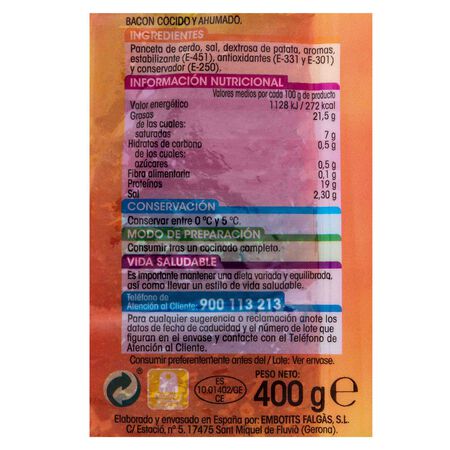 BACON COCIDO Y AHUMADO.
INGREDIENTES
Panceta de cerdo, sal, dextrosa de patata, aromas,
estabilizante (E-451), antioxidantes (E-331 y E-301)
y conservador (E-250).
INFORMACIÓN NUTRICIONAL
Valores medios por cada 100 g de producto
Valor energético 1128 kJ / 272 kcal
Grasas 21,5 g
de las cuales:
saturadas 7 g
Hidratos de carbono 0,5 g
de los cuales:
azúcares 0,5 g
Fibra alimentaria 0,1 g
Proteínas 19 g
Sal 2,30 g
CONSERVACIÓN
Conservar entre 0 ºC y 5 ºC.
MODO DE PREPARACIÓN
Consumir tras un cocinado completo.
VIDA SALUDABLE
Es importante mantener una dieta variada y equilibrada,
así como llevar un estilo de vida saludable.
Teléfono de
Atención al Cliente: 900 113 213
Para cualquier sugerencia o reclamación anote los
datos de fecha de caducidad y el número de lote que
figuran en el envase y contacte con el Teléfono de
Atención al Cliente.
Consumir preferentemente antes del / Lote: Ver envase.
ES
10.01402/GE
CE
PESO NETO:
400 g e
Elaborado y envasado en España por: EMBOTITS FALGÀS, S.L.
C/ Estació, nº 5. 17475 Sant Miquel de Fluvià (Gerona).